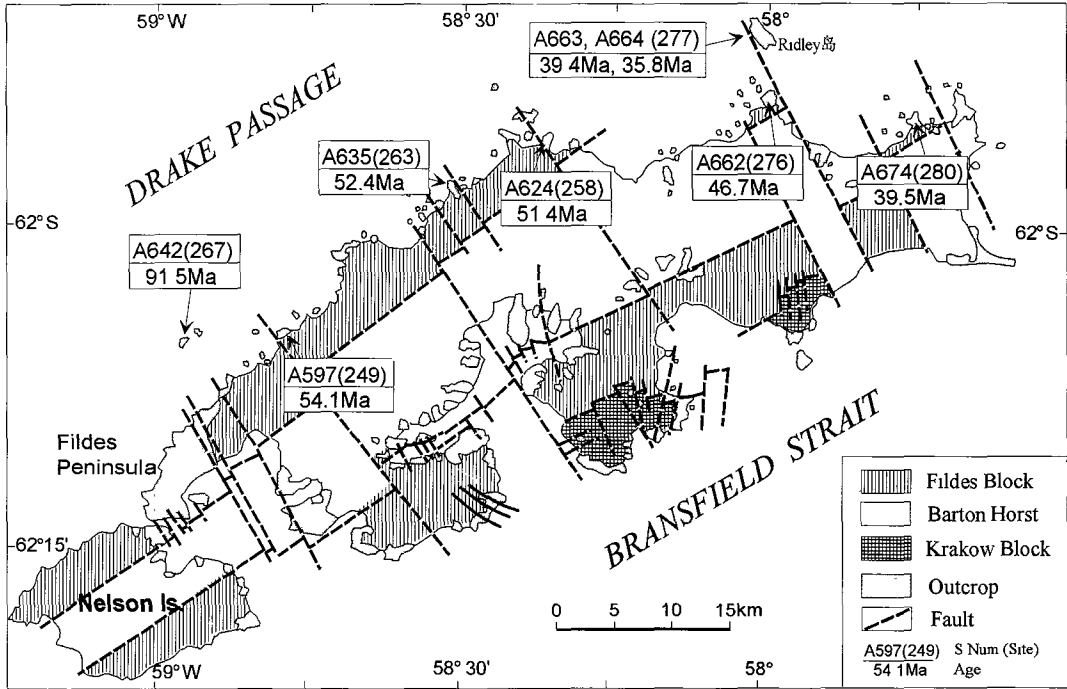 59°W
58°30'
58°
A663, A664 (277)
39 4Ma, 35.8Ma
Ridley岛
DRAKE PASSAGE
A635(263)
52.4Ma
A624(258)
51 4Ma
A662(276)
46.7Ma
A674(280)
39.5Ma
62°S
62°S
A642(267)
91 5Ma
A597(249)
54.1Ma
Fildes
Peninsula
BRANSFIELD STRAIT
62°15'
Nelson Is.
0 5 10 15km
59°W
58°30'
58°
Fildes Block
Barton Horst
Krakow Block
Outcrop
Fault
A597(249) S Num (Site)
54 1Ma Age